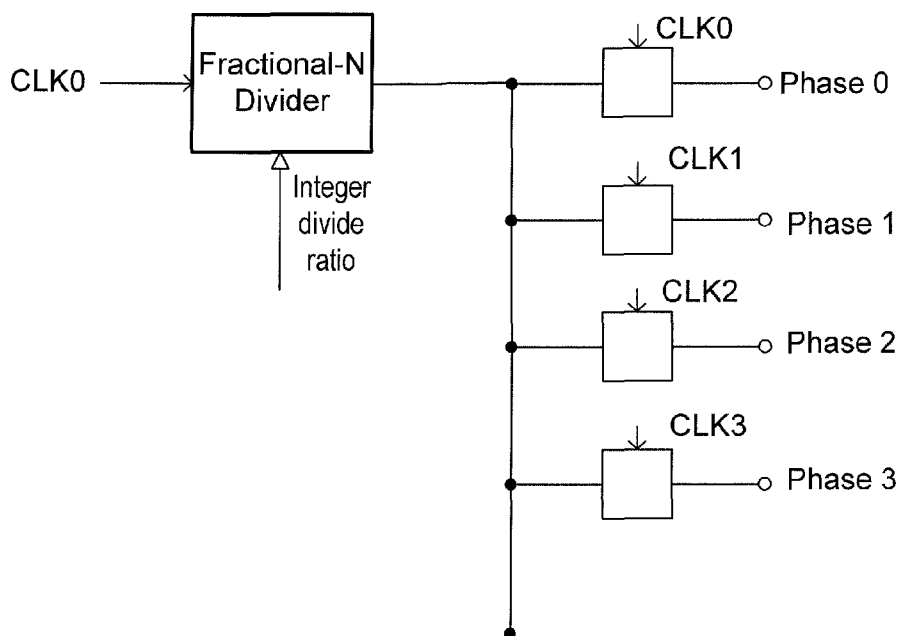 CLK0
Fractional-N
Divider
Integer
divide
ratio
CLK0
Phase 0
CLK1
Phase 1
CLK2
Phase 2
CLK3
Phase 3